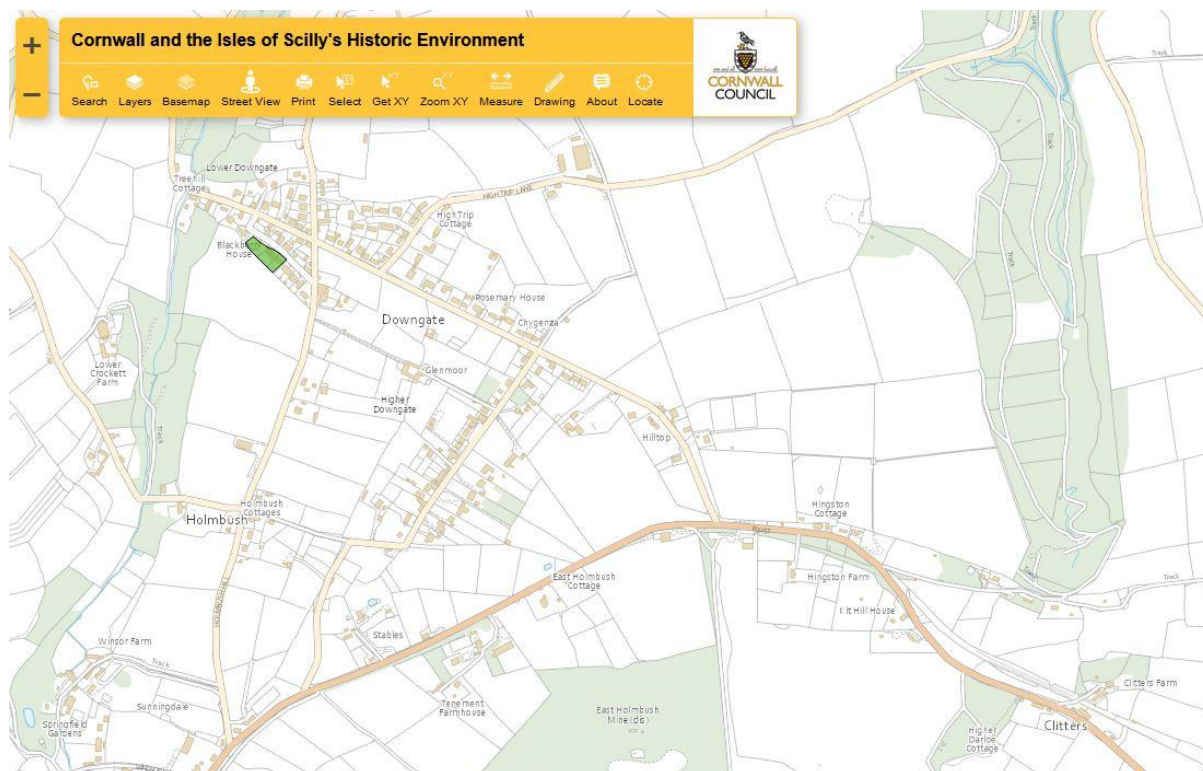 +
Cornwall and the Isles of Scilly's Historic Environment
−
Search Layers Basemap Street View Print Select Get XY Zoom XY Measure Drawing About Locate
CORNWALL
COUNCIL
Track
Track
Lower Downgate
Treehill
Cottage
HIGH TRIP LANE
High Trip
Cottage
House
Track
Rosemary House
Downgate
Chygenza
Lower
Crockett
Farm
Glenmoor
Higher
Downgate
Track
Hilltop
Holmbush
Cottages
Holmbush
Hingston
Cottage
East Holmbush
Cottage
Hingston Farm
Kit Hill House
Track
Track
Stables
Winsor Farm
Track
Sunningdale
Springfield
Gardens
Tenement
Farmhouse
East Holmbush
Mine (dis)
Clitters Farm
Clitters
Higher
Darloe
Cottage